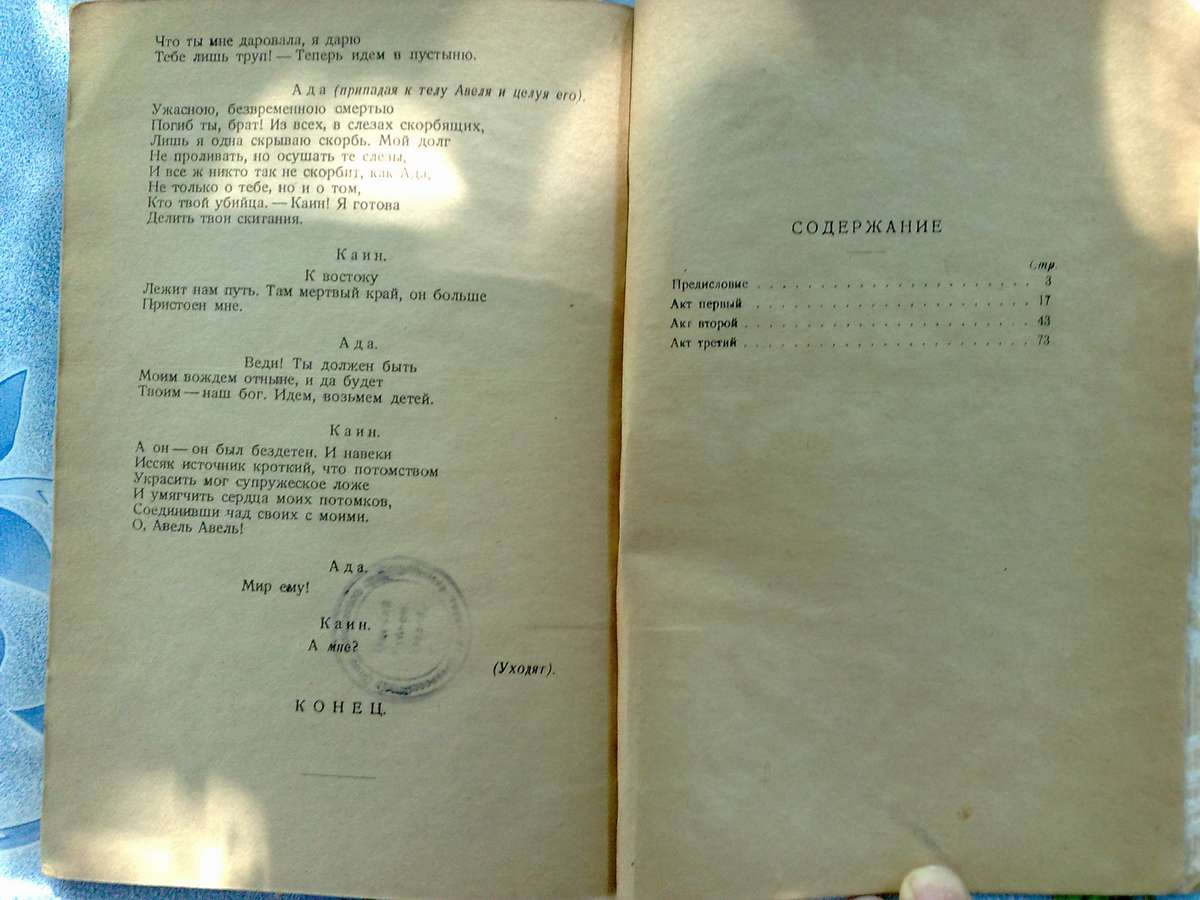 Что ты мне даровала, я дарю
Тебе лишь труп! — Теперь идем в пустыню.
Ада (припадая к телу Авеля и целуя его).
Ужасною, безвременною смертью
Погиб ты, брат! Из всех, в слезах скорбящих,
Лишь я одна скрываю скорбь. Мой долг
Не проливать, но осушать те слезы,
И все ж никто так не скорбит, как Ада,
Не только о тебе, но и о том,
Кто твой убийца. — Каин! Я готова
Делить твои скитания.
Каин.
К востоку
Лежит нам путь. Там мертвый край, он больше
Пристоен мне.
Ада.
Веди! Ты должен быть
Моим вождем отныне, и да будет
Твоим — наш бог. Идем, возьмем детей.
Каин.
А он — он был бездетен. И навеки
Иссяк источник кроткий, что потомством
Украсить мог супружеское ложе
И умягчить сердца моих потомков,
Соединивши чад своих с моими.
О, Авель Авель!
Ада.
Мир ему!
Каин.
А мне?
(Уходят).
КОНЕЦ.
СОДЕРЖАНИЕ
Стр.
Предисловие . . . . . . . . . . . . . . . . . . . . . . 3
Акт первый . . . . . . . . . . . . . . . . . . . . . . 17
Акт второй . . . . . . . . . . . . . . . . . . . . . . 43
Акт третий . . . . . . . . . . . . . . . . . . . . . . 73